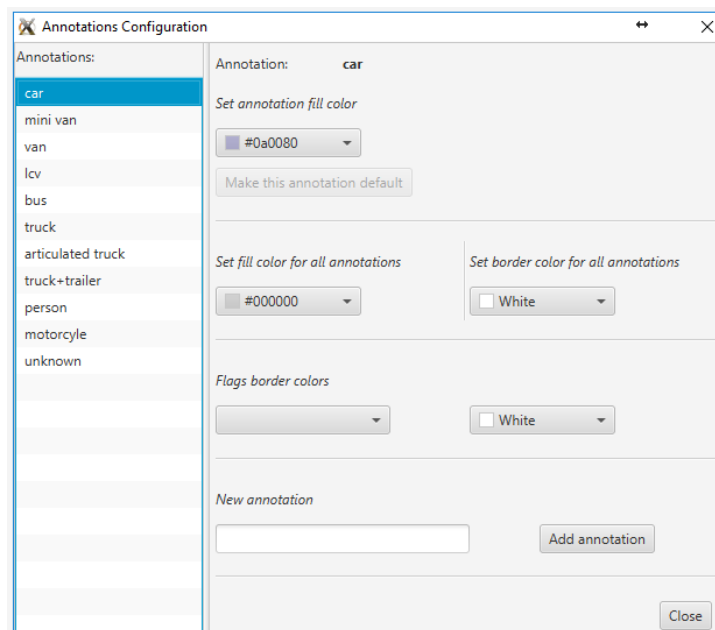 Annotations Configuration
Annotations:
car
mini van
van
lcv
bus
truck
articulated truck
truck+trailer
person
motorcyle
unknown
Annotation: car
Set annotation fill color
#0a0080
Make this annotation default
Set fill color for all annotations
#000000
Set border color for all annotations
White
Flags border colors
White
New annotation
Add annotation
Close